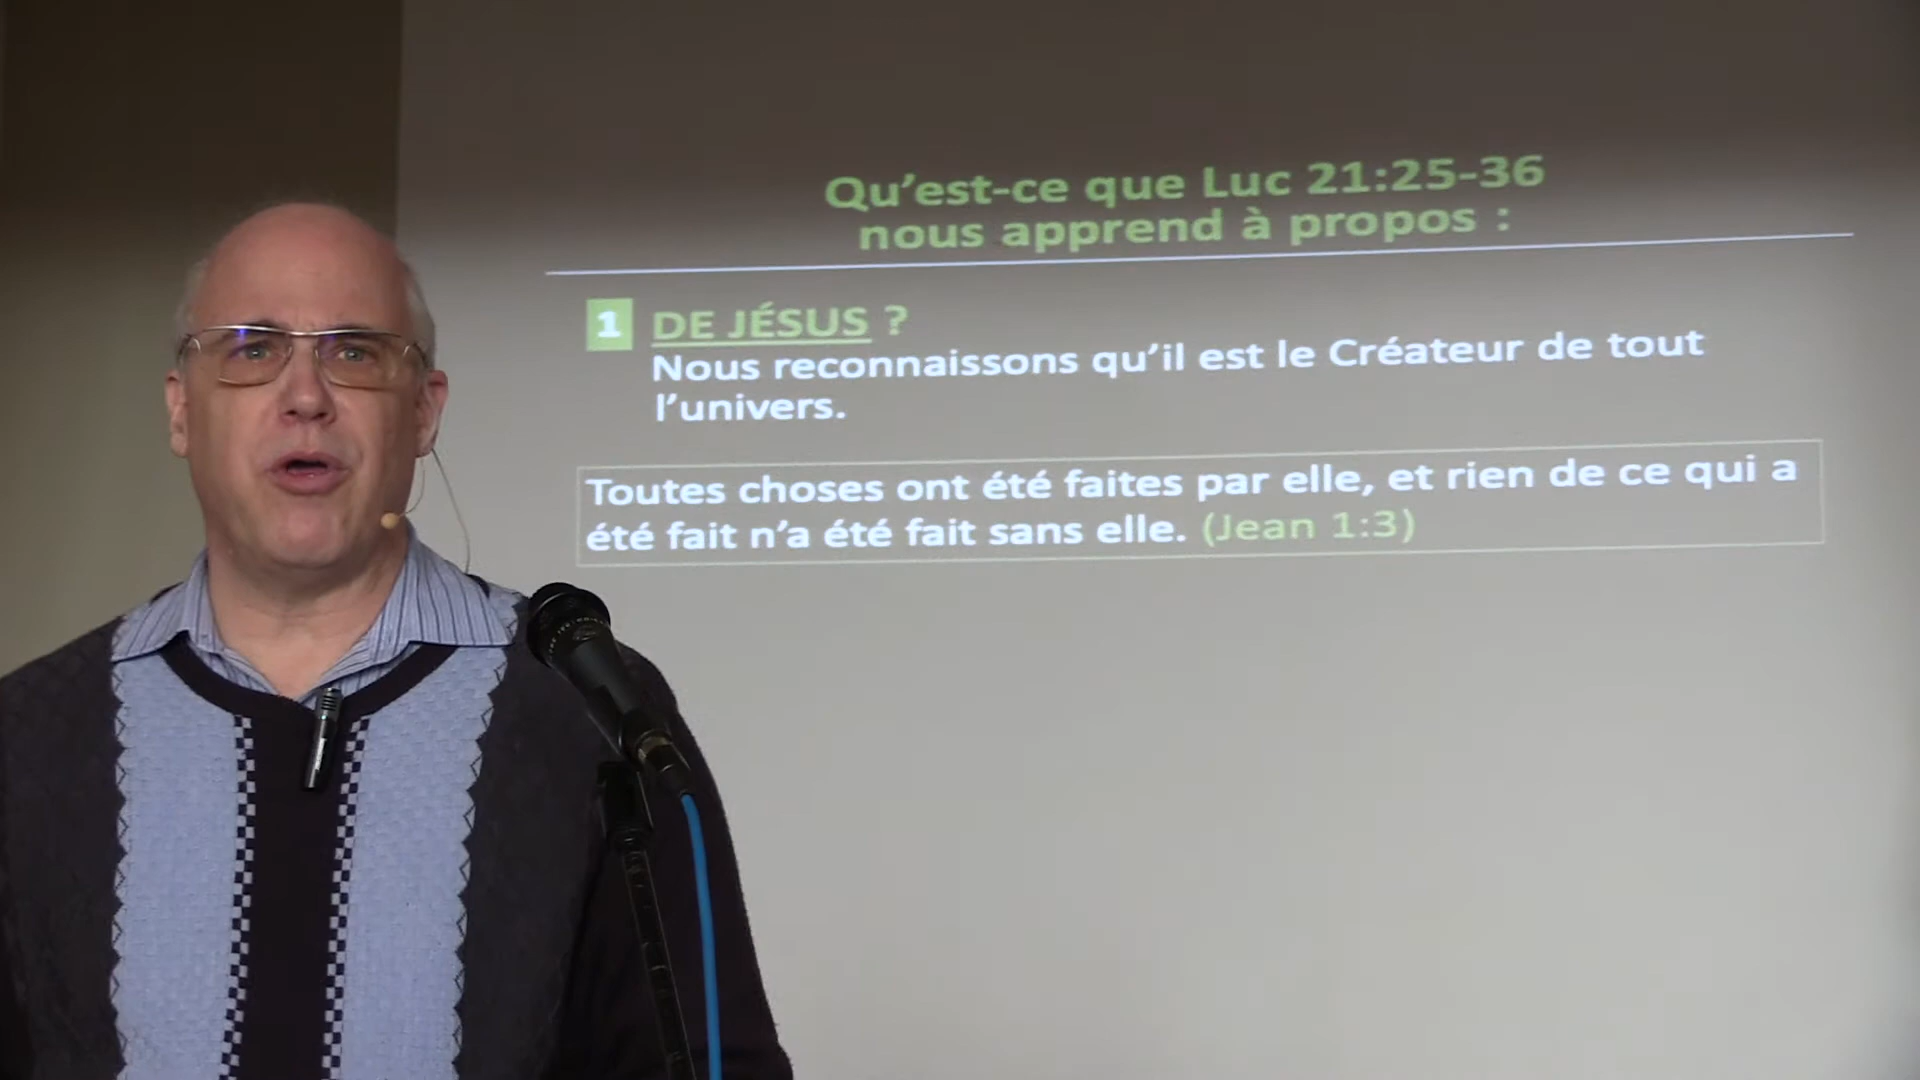 Qu’est-ce que Luc 21:25-36
nous apprend à propos :
1 DE JÉSUS ?
Nous reconnaissons qu’il est le Créateur de tout
l’univers.
Toutes choses ont été faites par elle, et rien de ce qui a
été fait n’a été fait sans elle. (Jean 1:3)